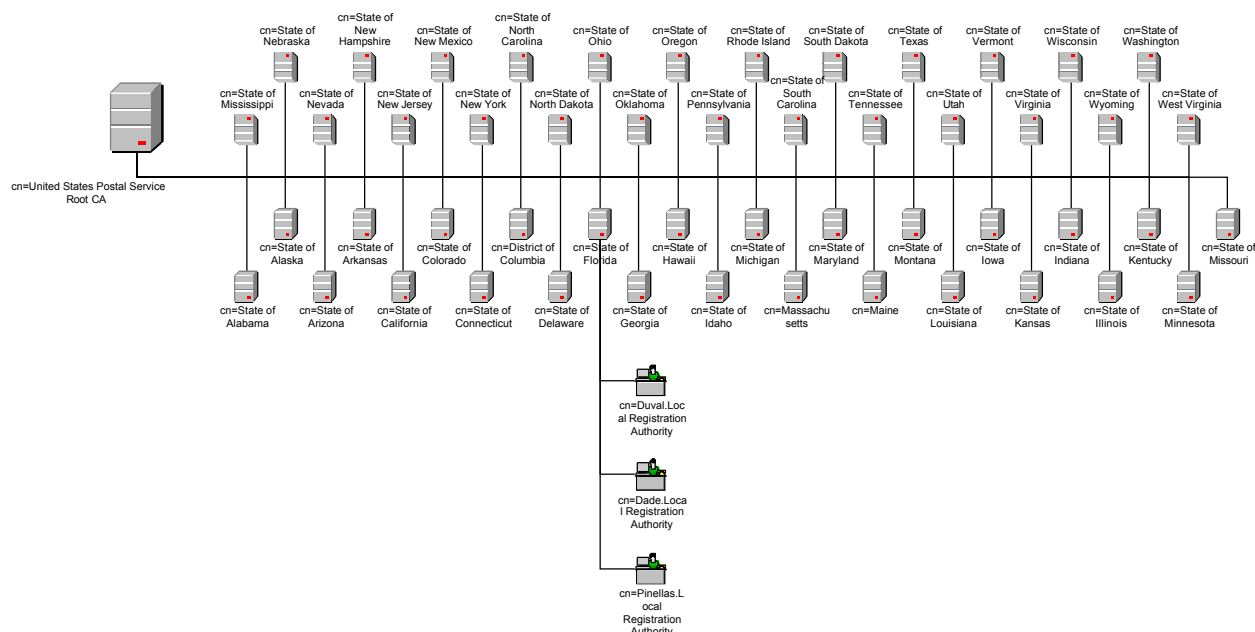 cn=State of
Nebraska
cn=State of
New
Hampshire
cn=State of
New Mexico
cn=State of
North
Carolina
cn=State of
Ohio
cn=State of
Oregon
cn=State of
Rhode Island
cn=State of
South Dakota
cn=State of
Texas
cn=State of
Vermont
cn=State of
Wisconsin
cn=State of
Washington
cn=State of
Mississippi
cn=State of
Nevada
cn=State of
New Jersey
cn=State of
New York
cn=State of
North Dakota
cn=State of
Oklahoma
cn=State of
Pennsylvania
cn=State of
South
Carolina
cn=State of
Tennessee
cn=State of
Utah
cn=State of
Virginia
cn=State of
Wyoming
cn=State of
West Virginia
cn=United States Postal Service
Root CA
cn=State of
Alaska
cn=State of
Arkansas
cn=State of
Colorado
cn=District of
Columbia
cn=State of
Florida
cn=State of
Hawaii
cn=State of
Michigan
cn=State of
Maryland
cn=State of
Montana
cn=State of
Iowa
cn=State of
Indiana
cn=State of
Kentucky
cn=State of
Missouri
cn=State of
Alabama
cn=State of
Arizona
cn=State of
California
cn=State of
Connecticut
cn=State of
Delaware
cn=State of
Georgia
cn=State of
Idaho
cn=Massachu
setts
cn=Maine
cn=State of
Louisiana
cn=State of
Kansas
cn=State of
Illinois
cn=State of
Minnesota
cn=Duval.Loc
al Registration
Authority
cn=Dade.Loca
l Registration
Authority
cn=Pinellas.L
ocal
Registration
Authority